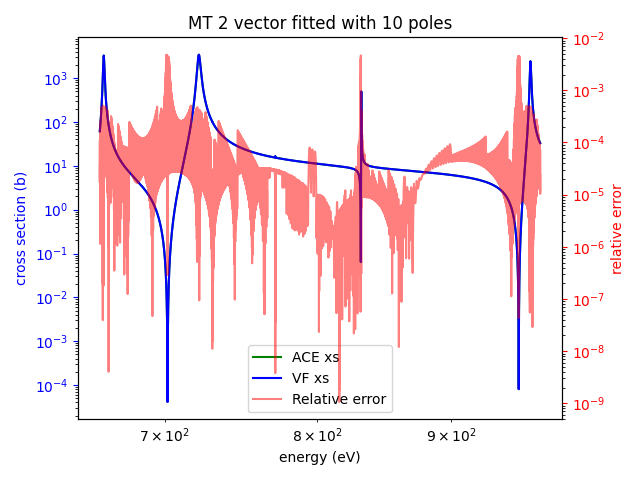 MT 2 vector fitted with 10 poles
cross section (b)
10³
10²
10¹
10⁰
10⁻¹
10⁻²
10⁻³
10⁻⁴
10⁻²
10⁻³
10⁻⁴
10⁻⁵
10⁻⁶
10⁻⁷
10⁻⁸
10⁻⁹
relative error
ACE xs
VF xs
Relative error
7 × 10² 8 × 10² 9 × 10²
energy (eV)